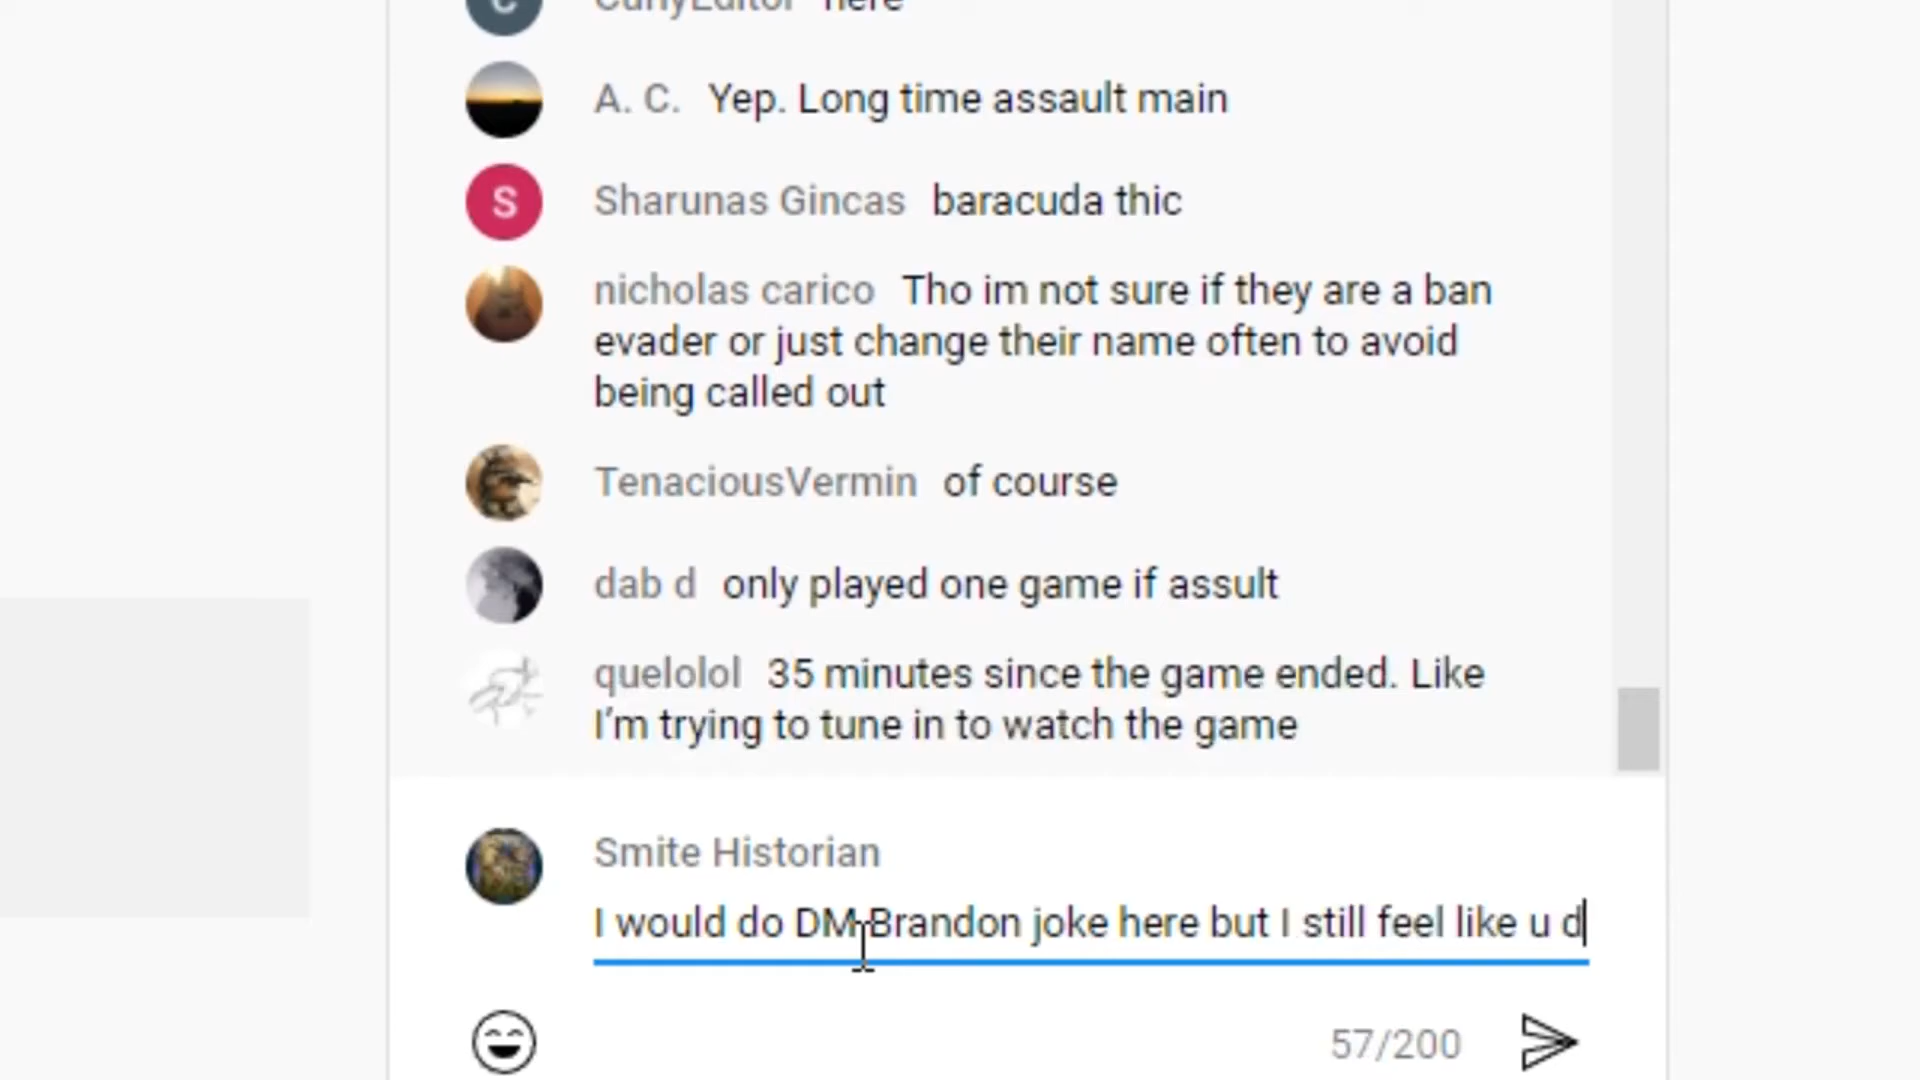 CurlyEditor here
A. C. Yep. Long time assault main
S
Sharunas Gincas baracuda thic
nicholas carico Tho im not sure if they are a ban
evader or just change their name often to avoid
being called out
TenaciousVermin of course
dab d only played one game if assult
quelolol 35 minutes since the game ended. Like
I'm trying to tune in to watch the game
Smite Historian
I would do DM Brandon joke here but I still feel like u d
57/200